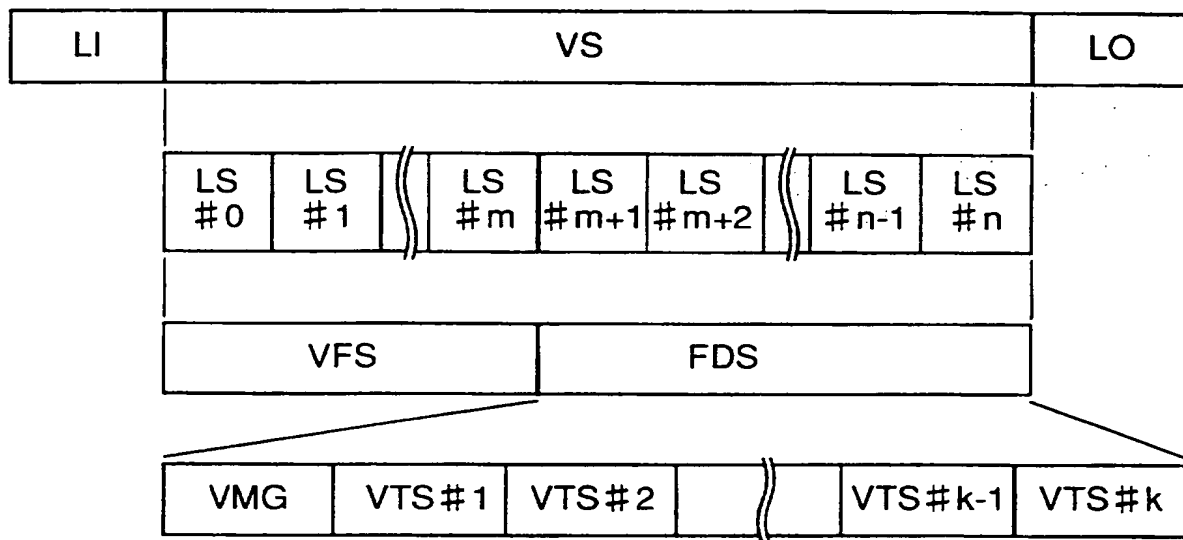 LI VS LO
LS LS LS LS LS LS LS
#0 #1 #m #m+1 #m+2 #n-1 #n
VFS FDS
VMG VTS#1 VTS#2 VTS#k-1 VTS#k